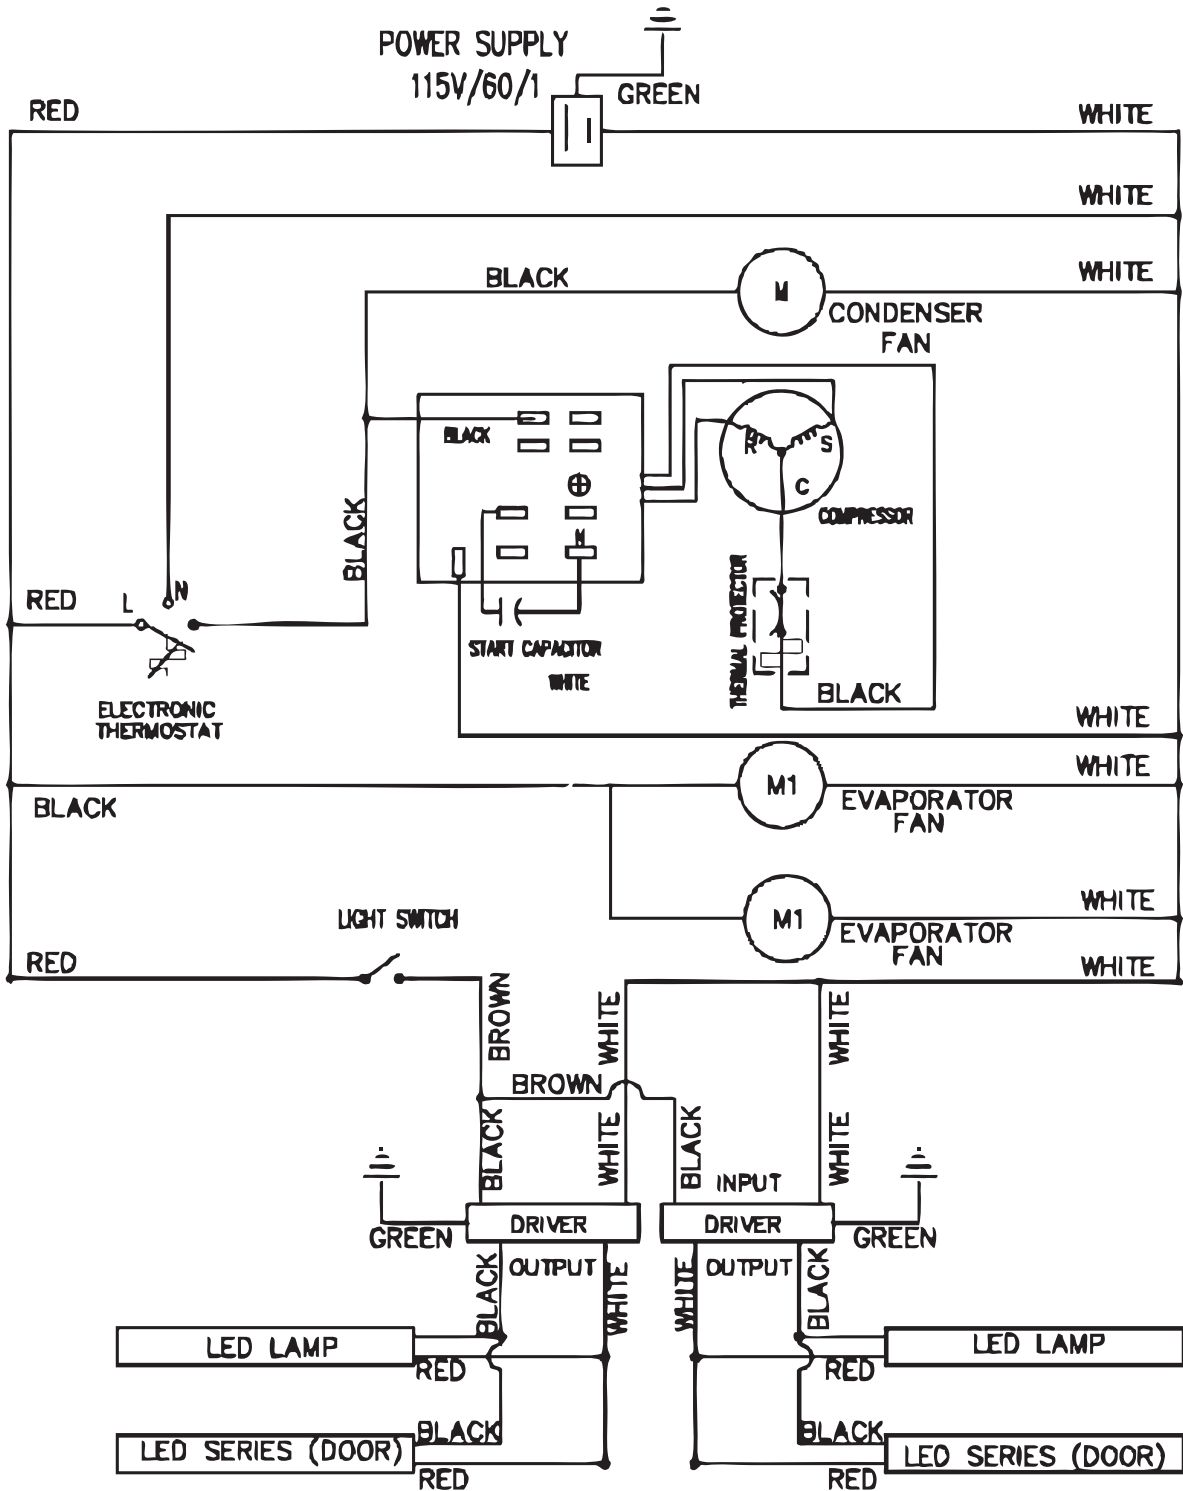 POWER SUPPLY
115V/60/1
GREEN
RED
WHITE
WHITE
BLACK
M
WHITE
CONDENSER
FAN
BLACK
R
S
C
COMPRESSOR
BLACK
N
THERMAL PROTECTOR
RED
L
N
START CAPACITOR
WHITE
BLACK
ELECTRONIC
THERMOSTAT
WHITE
BLACK
M1
WHITE
EVAPORATOR
FAN
LIGHT SWITCH
M1
WHITE
EVAPORATOR
FAN
RED
WHITE
BROWN
WHITE
WHITE
BROWN
BLACK
WHITE
BLACK
INPUT
WHITE
GREEN
DRIVER
DRIVER
GREEN
BLACK
OUTPUT
WHITE
WHITE
OUTPUT
BLACK
LED LAMP
RED
RED
LED LAMP
BLACK
BLACK
LED SERIES (DOOR)
RED
RED
LED SERIES (DOOR)